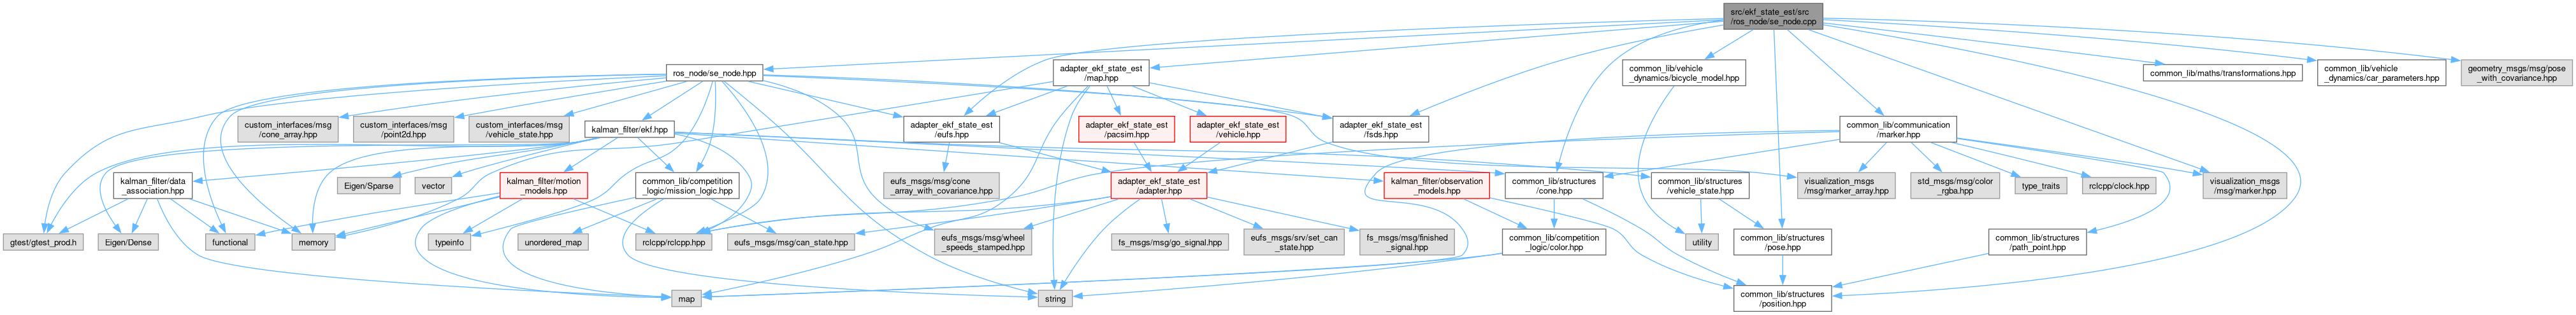 src/ekf_state_est/src
/ros_node/se_node.cpp
ros_node/se_node.hpp
adapter_ekf_state_est
/map.hpp
common_lib/vehicle
_dynamics/bicycle_model.hpp
common_lib/maths/transformations.hpp
common_lib/vehicle
_dynamics/car_parameters.hpp
geometry_msgs/msg/pose
_with_covariance.hpp
custom_interfaces/msg
/cone_array.hpp
custom_interfaces/msg
/point2d.hpp
custom_interfaces/msg
/vehicle_state.hpp
kalman_filter/ekf.hpp
adapter_ekf_state_est
/eufs.hpp
adapter_ekf_state_est
/pacsim.hpp
adapter_ekf_state_est
/vehicle.hpp
adapter_ekf_state_est
/fsds.hpp
common_lib/communication
/marker.hpp
kalman_filter/data
_association.hpp
Eigen/Sparse
vector
kalman_filter/motion
_models.hpp
common_lib/competition
_logic/mission_logic.hpp
eufs_msgs/msg/cone
_array_with_covariance.hpp
adapter_ekf_state_est
/adapter.hpp
kalman_filter/observation
_models.hpp
common_lib/structures
/cone.hpp
common_lib/structures
/vehicle_state.hpp
visualization_msgs
/msg/marker_array.hpp
std_msgs/msg/color
_rgba.hpp
type_traits
rclcpp/clock.hpp
visualization_msgs
/msg/marker.hpp
gtest/gtest_prod.h
Eigen/Dense
functional
memory
typeinfo
unordered_map
rclcpp/rclcpp.hpp
eufs_msgs/msg/can_state.hpp
eufs_msgs/msg/wheel
_speeds_stamped.hpp
fs_msgs/msg/go_signal.hpp
eufs_msgs/srv/set_can
_state.hpp
fs_msgs/msg/finished
_signal.hpp
common_lib/competition
_logic/color.hpp
utility
common_lib/structures
/pose.hpp
common_lib/structures
/path_point.hpp
map
string
common_lib/structures
/position.hpp